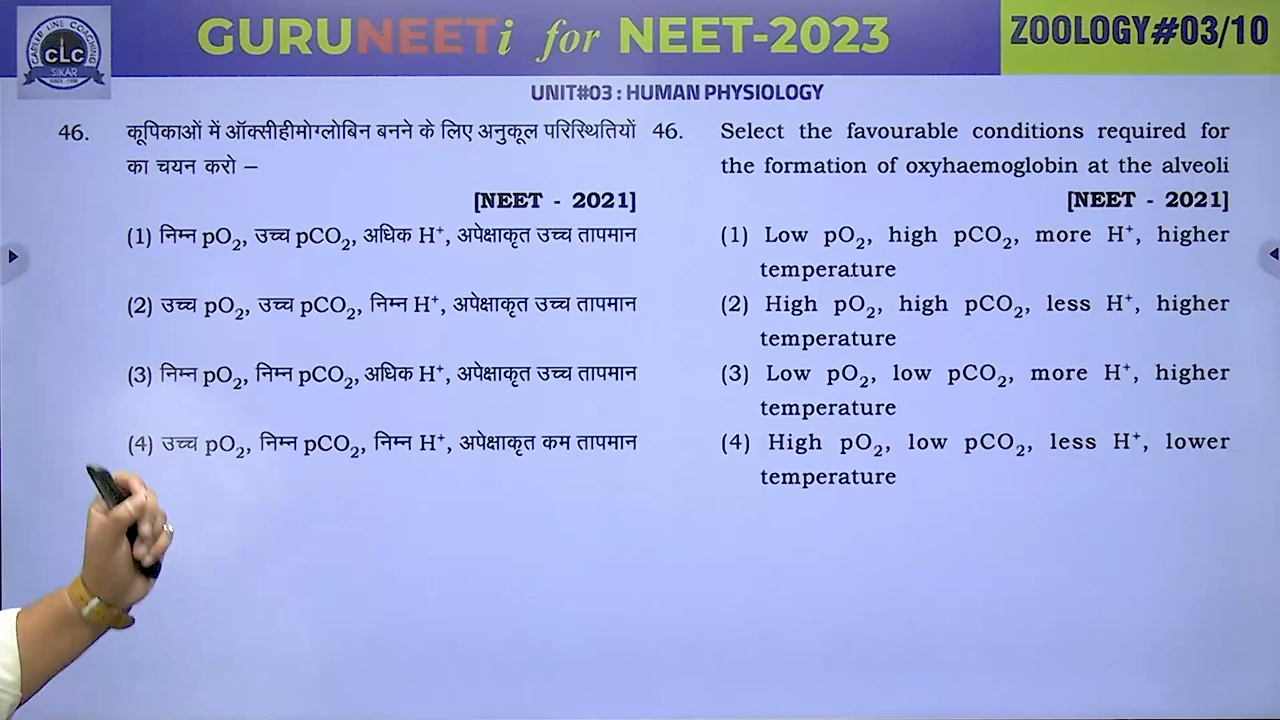 CAREER LINE COACHING
CLC
SIKAR
GURUNEETi for NEET-2023
ZOOLOGY#03/10
UNIT#03 : HUMAN PHYSIOLOGY
46. कूपिकाओं में ऑक्सीहीमोग्लोबिन बनने के लिए अनुकूल परिस्थितियों
का चयन करो –
[NEET - 2021]
(1) निम्न pO₂, उच्च pCO₂, अधिक H⁺, अपेक्षाकृत उच्च तापमान
(2) उच्च pO₂, उच्च pCO₂, निम्न H⁺, अपेक्षाकृत उच्च तापमान
(3) निम्न pO₂, निम्न pCO₂, अधिक H⁺, अपेक्षाकृत उच्च तापमान
(4) उच्च pO₂, निम्न pCO₂, निम्न H⁺, अपेक्षाकृत कम तापमान
46. Select the favourable conditions required for
the formation of oxyhaemoglobin at the alveoli
[NEET - 2021]
(1) Low pO₂, high pCO₂, more H⁺, higher
temperature
(2) High pO₂, high pCO₂, less H⁺, higher
temperature
(3) Low pO₂, low pCO₂, more H⁺, higher
temperature
(4) High pO₂, low pCO₂, less H⁺, lower
temperature